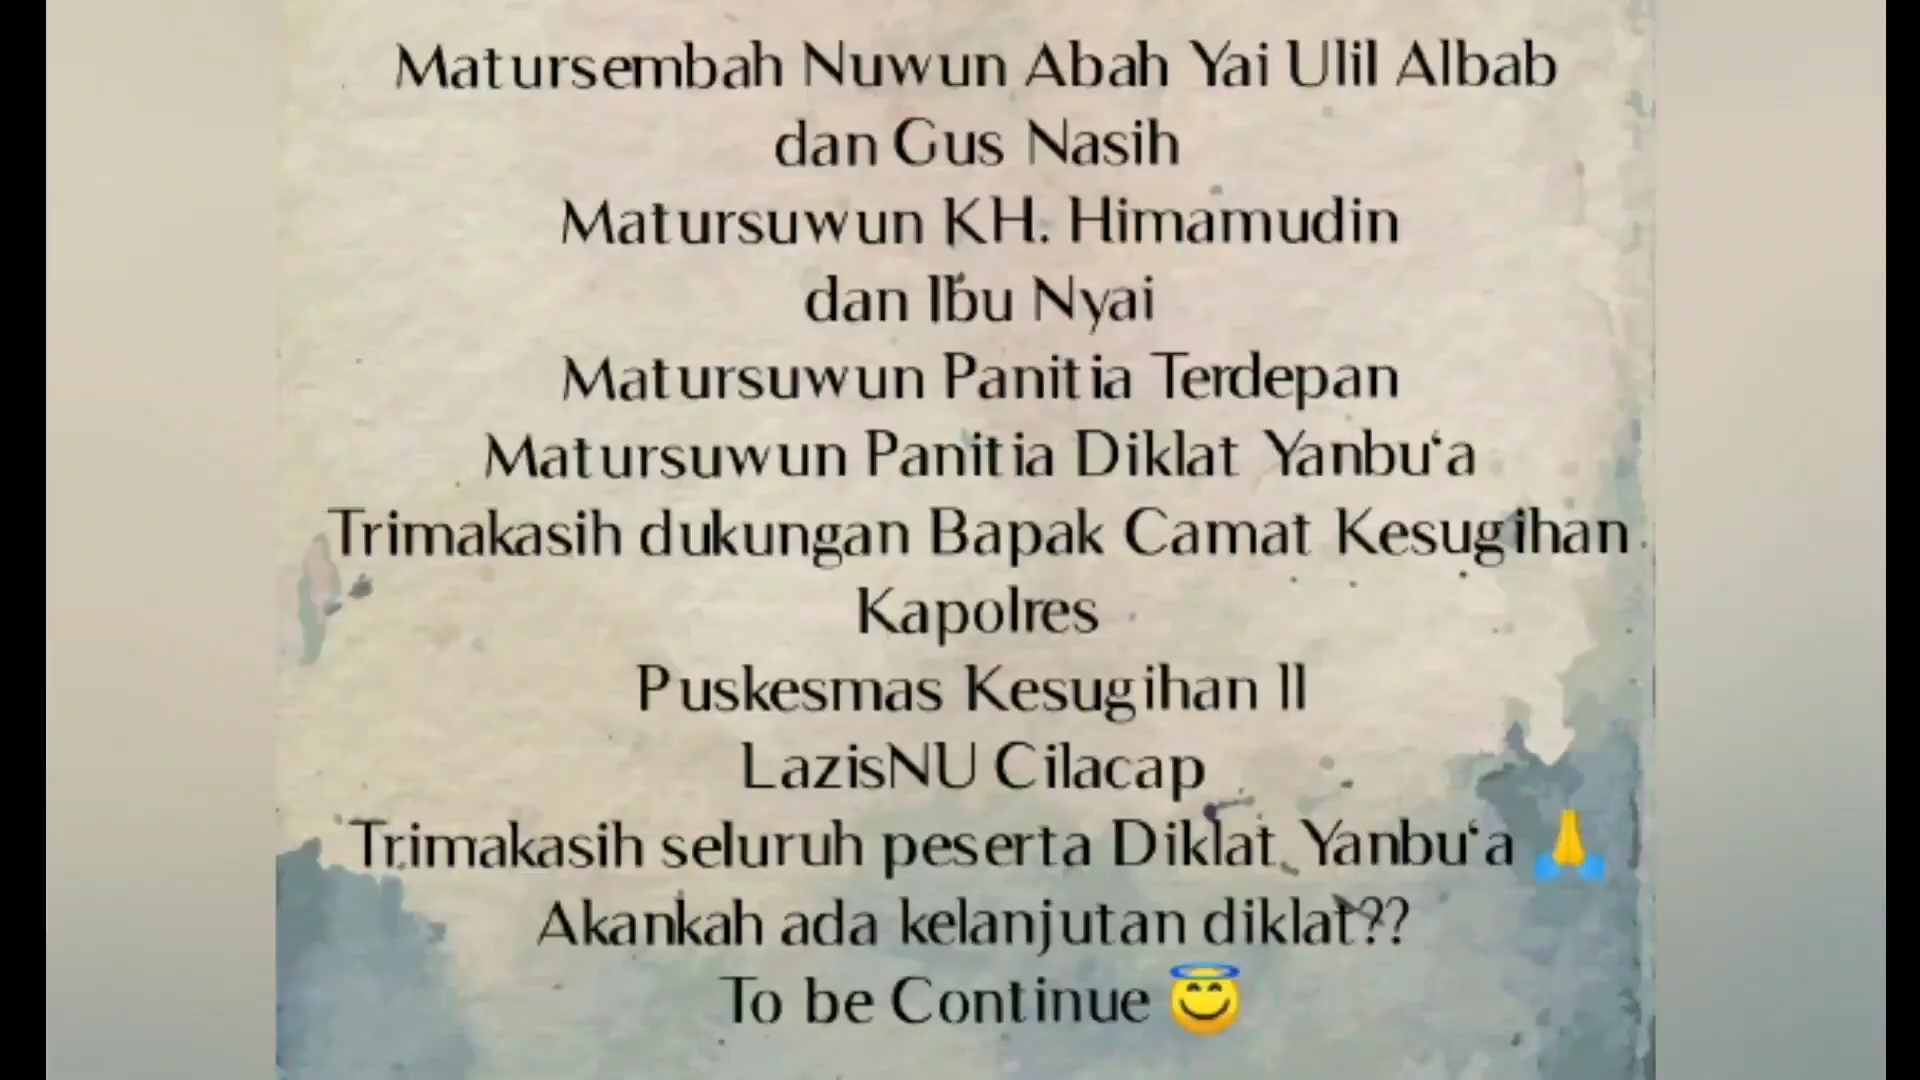 Matursembah Nuwun Abah Yai Ulil Albab
dan Gus Nasih
Matursuwun KH. Himamudin
dan Ibu Nyai
Matursuwun Panitia Terdepan
Matursuwun Panitia Diklat Yanbu‘a
Trimakasih dukungan Bapak Camat Kesugihan
Kapolres
Puskesmas Kesugihan II
LazisNU Cilacap
Trimakasih seluruh peserta Diklat Yanbu‘a 🙏
Akankah ada kelanjutan diklat??
To be Continue 😇